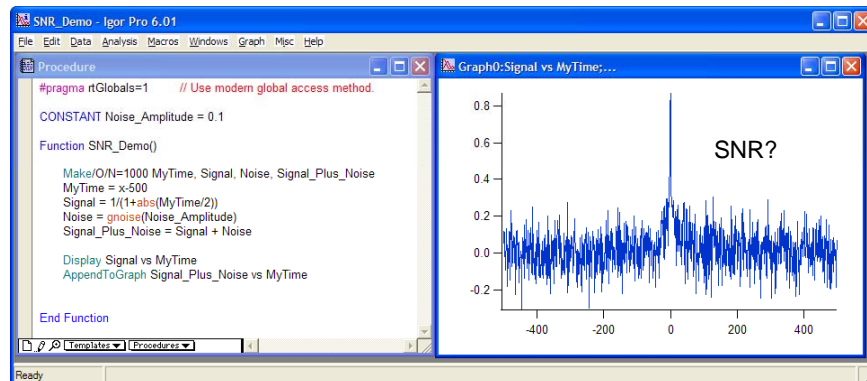 SNR_Demo - Igor Pro 6.01
File Edit Data Analysis Macros Windows Graph Misc Help
Procedure
#pragma rtGlobals=1 // Use modern global access method.
CONSTANT Noise_Amplitude = 0.1
Function SNR_Demo()
Make/O/N=1000 MyTime, Signal, Noise, Signal_Plus_Noise
MyTime = x-500
Signal = 1/(1+abs(MyTime/2))
Noise = gnoise(Noise_Amplitude)
Signal_Plus_Noise = Signal + Noise
Display Signal vs MyTime
AppendToGraph Signal_Plus_Noise vs MyTime
End Function
Templates Procedures
Graph0:Signal vs MyTime;...
SNR?
0.8
0.6
0.4
0.2
0.0
-0.2
-400 -200 0 200 400
Ready